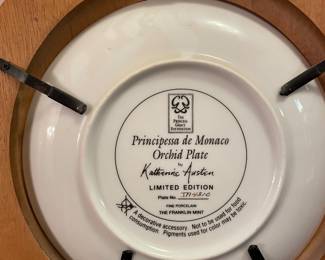 THE
PRINCESS
GRACE
FOUNDATION
Principessa de Monaco
Orchid Plate
by
Katherine Austen
LIMITED EDITION
Plate No.
FINE PORCELAIN
THE FRANKLIN MINT
A decorative accessory. Not to be used for food
consumption. Pigments used for color may be toxic.